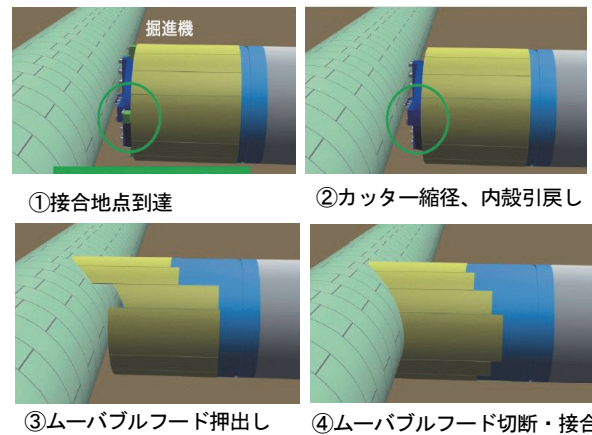 掘進機
①接合地点到達
②カッター縮径、内殻引戻し
③ムーバブルフード押出し
④ムーバブルフード切断・接合